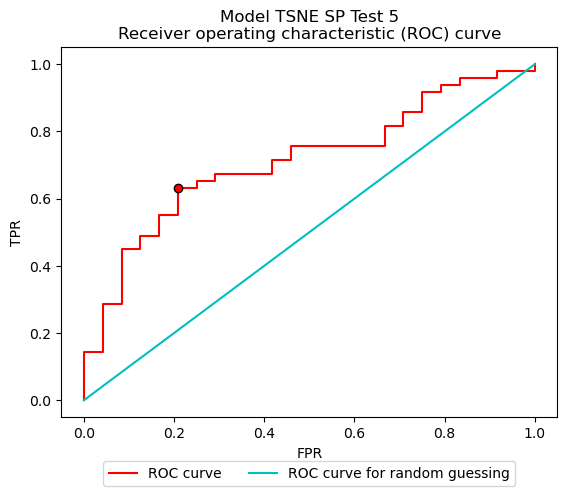 Model TSNE SP Test 5
Receiver operating characteristic (ROC) curve
1.0
0.8
0.6
0.4
0.2
0.0
TPR
0.0 0.2 0.4 0.6 0.8 1.0
FPR
ROC curve ROC curve for random guessing